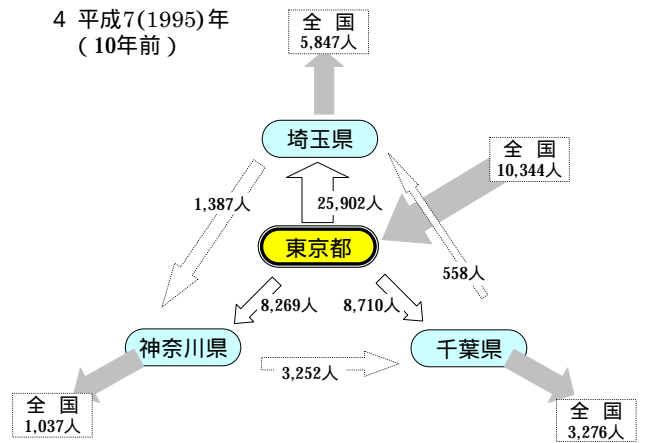 4 平成7(1995)年
( 10年前 )
全 国
5,847人
埼玉県
全 国
10,344人
1,387人
25,902人
東京都
558人
8,269人
8,710人
神奈川県
千葉県
3,252人
全 国
1,037人
全 国
3,276人